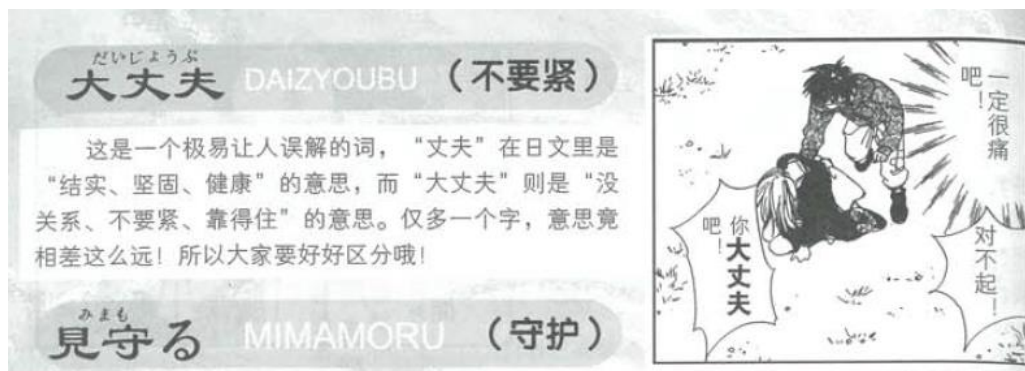 だいじょうぶ
大丈夫 DAIZYOUBU （不要紧）
这是一个极易让人误解的词，“丈夫”在日文里是
“结实、坚固、健康”的意思，而“大丈夫”则是“没
关系、不要紧、靠得住”的意思。仅多一个字，意思竟
相差这么远！所以大家要好好区分哦！
みまも
見守る MIMAMORU （守护）
一定很痛
吧！
对不起！
你大丈夫
吧！